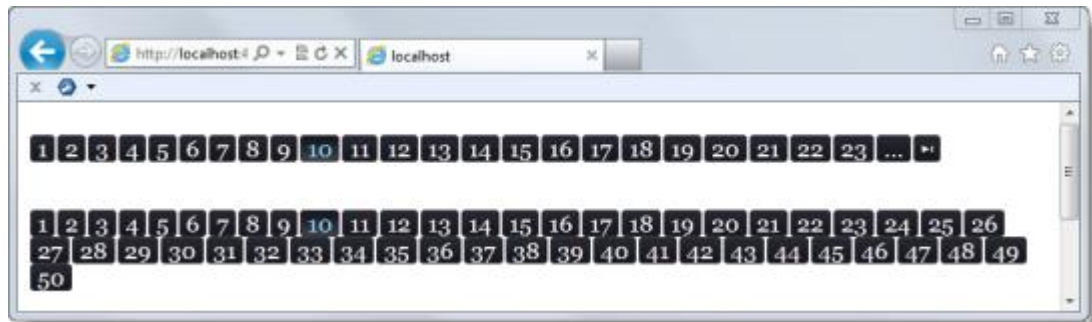 http://localhost:4
localhost
1 2 3 4 5 6 7 8 9 10 11 12 13 14 15 16 17 18 19 20 21 22 23 ...
1 2 3 4 5 6 7 8 9 10 11 12 13 14 15 16 17 18 19 20 21 22 23 24 25 26
27 28 29 30 31 32 33 34 35 36 37 38 39 40 41 42 43 44 45 46 47 48 49
50